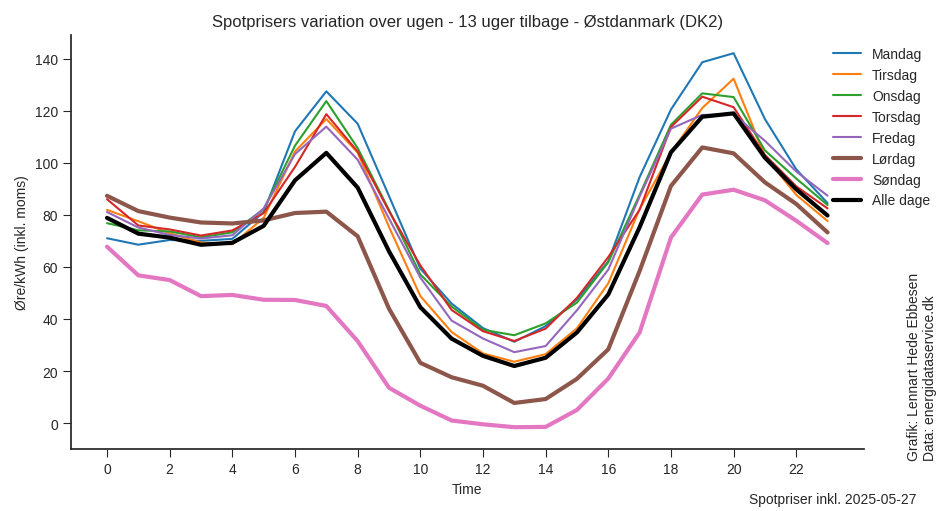 Spotprisers variation over ugen - 13 uger tilbage - Østdanmark (DK2)
Øre/kWh (inkl. moms)
140
120
100
80
60
40
20
0
0 2 4 6 8 10 12 14 16 18 20 22
Time
Mandag
Tirsdag
Onsdag
Torsdag
Fredag
Lørdag
Søndag
Alle dage
Grafik: Lennart Hede Ebbesen
Data: energidataservice.dk
Spotpriser inkl. 2025-05-27